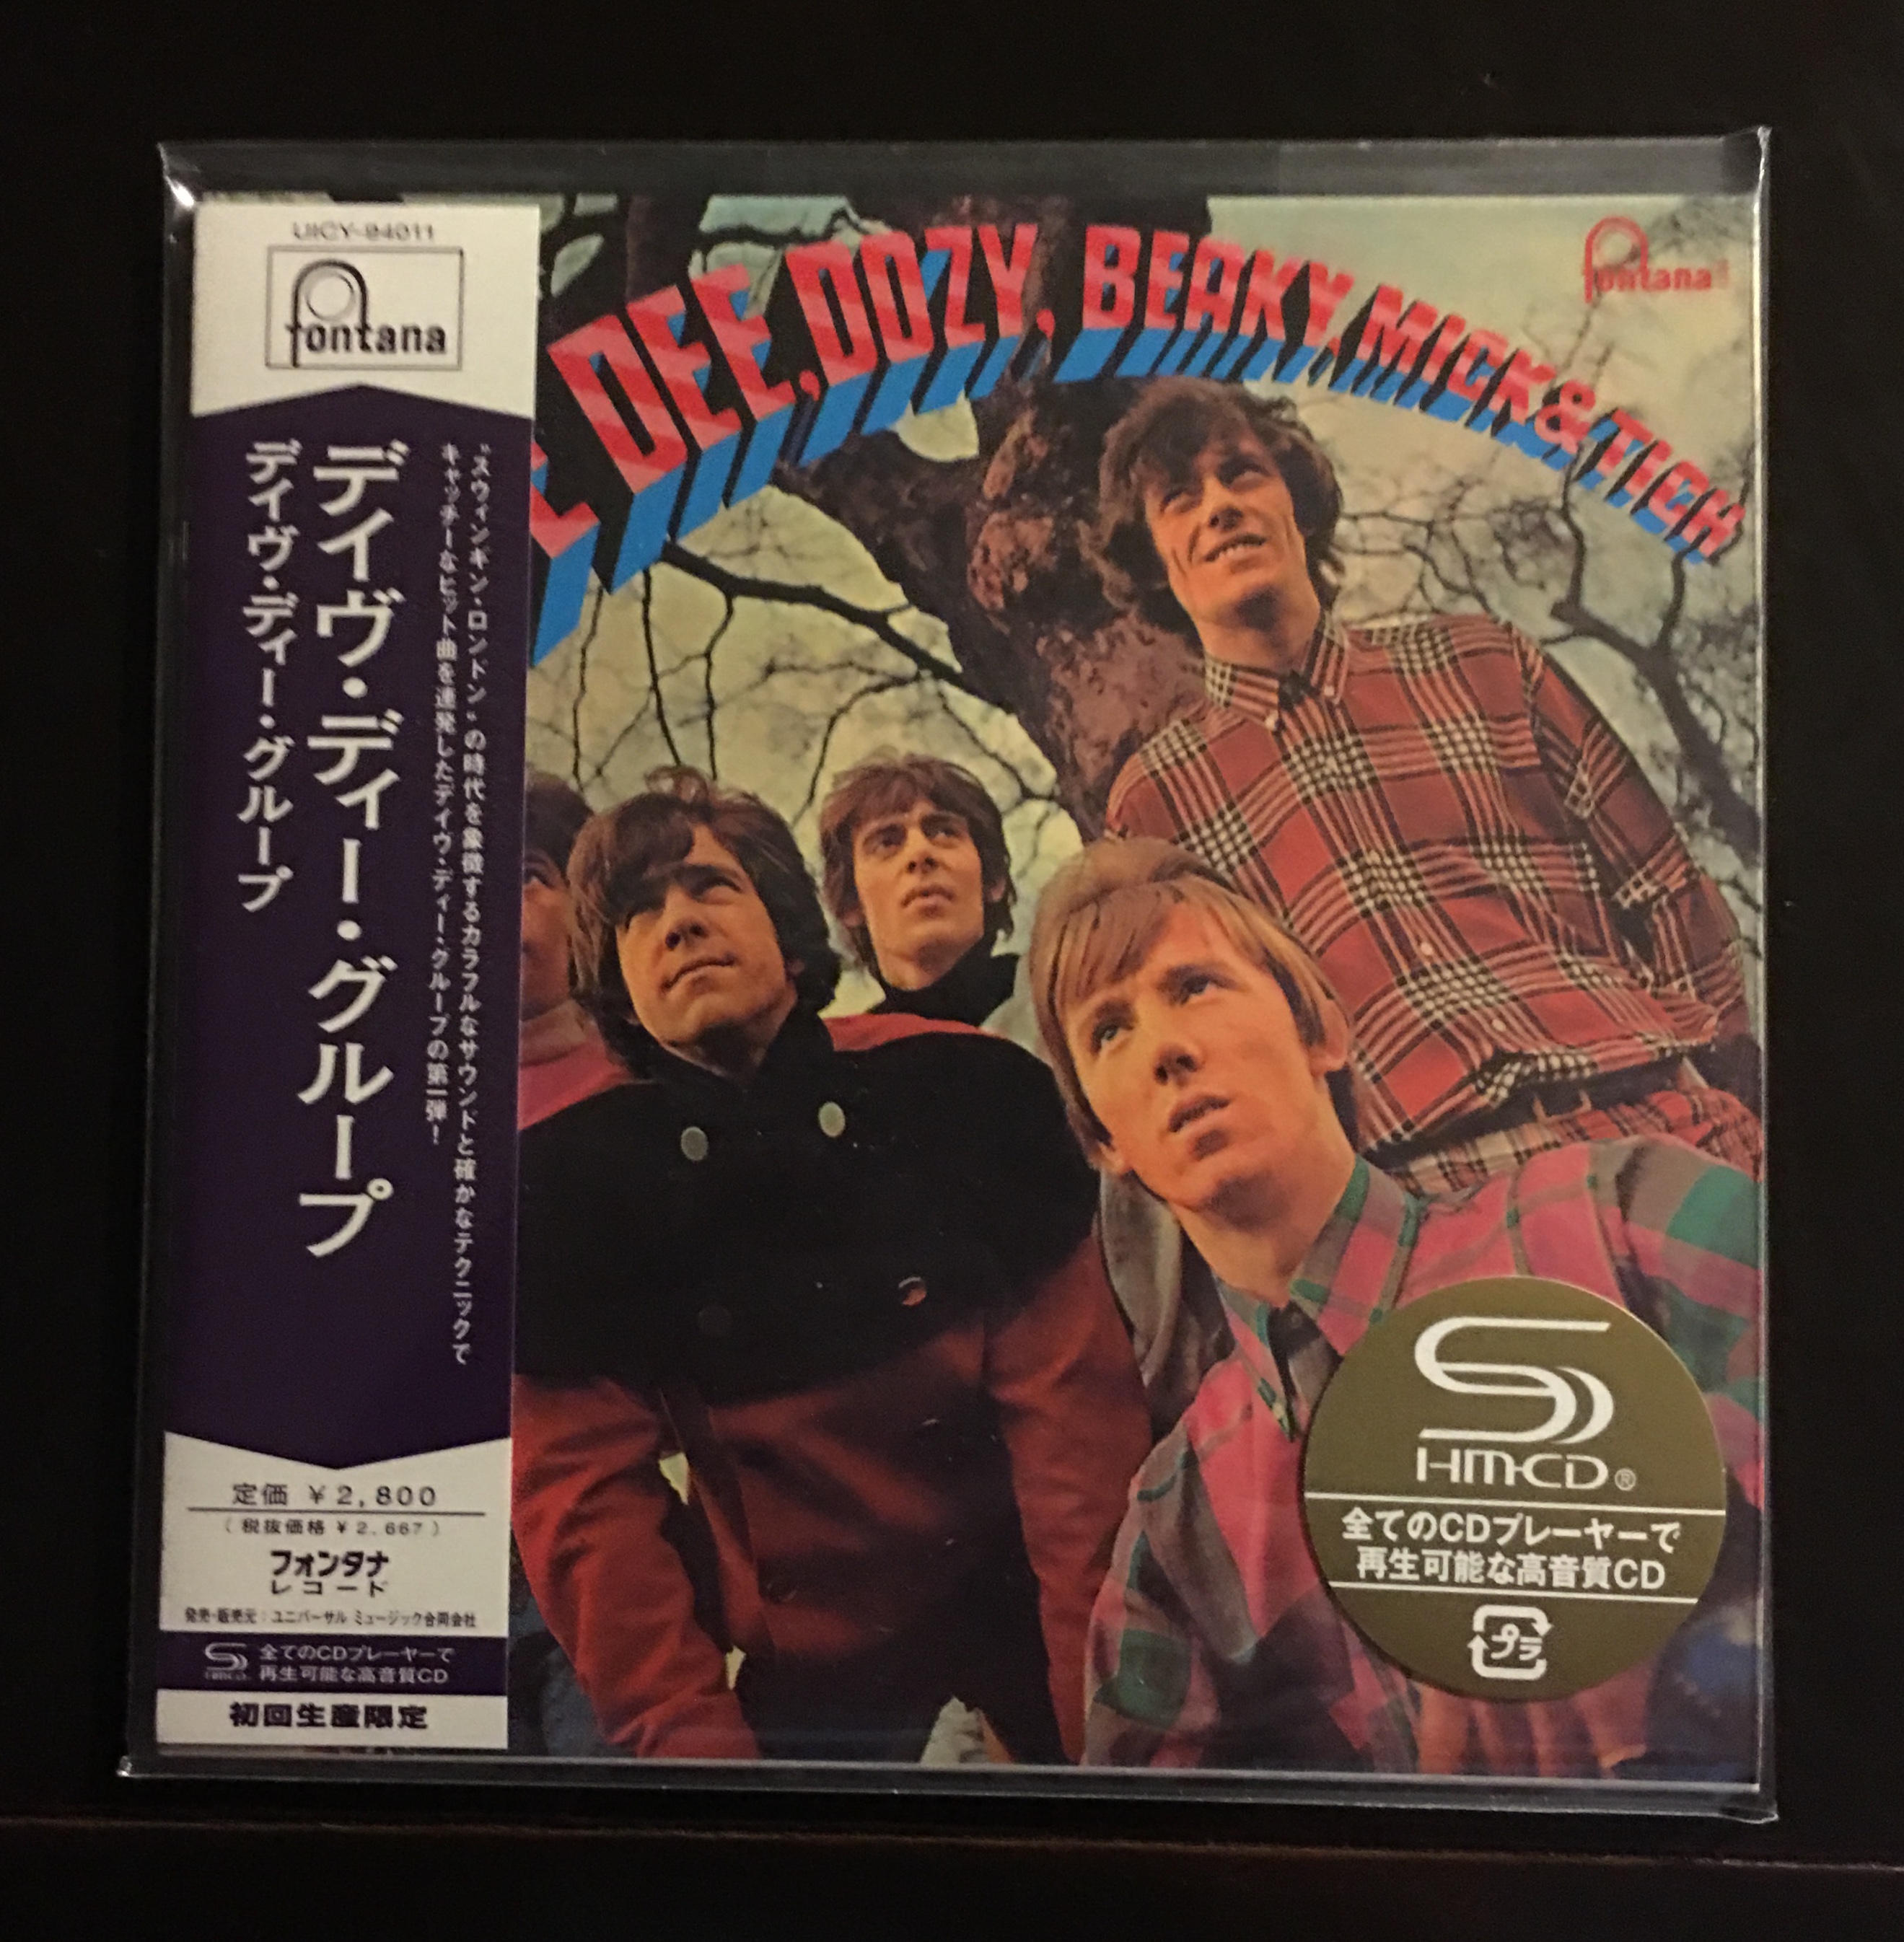 UICY-94011
fontana
デイヴ・ディー・グループ
デイヴ・ディー・グループ
“スウィンギン・ロンドン”の時代を象徴するカラフルなサウンドと確かなテクニックで
キャッチーなヒット曲を連発したデイヴ・ディー・グループの第一弾！
定価 ￥2,800
(税抜価格 ￥2,667)
フォンタナ
レコード
発売・販売元：ユニバーサル ミュージック合同会社
SHM-CD
全てのCDプレーヤーで
再生可能な高音質CD
初回生産限定
E DEE, DOZY, BEAKY, MICK & TICH
fontana
SHM-CD®
全てのCDプレーヤーで
再生可能な高音質CD
プラ